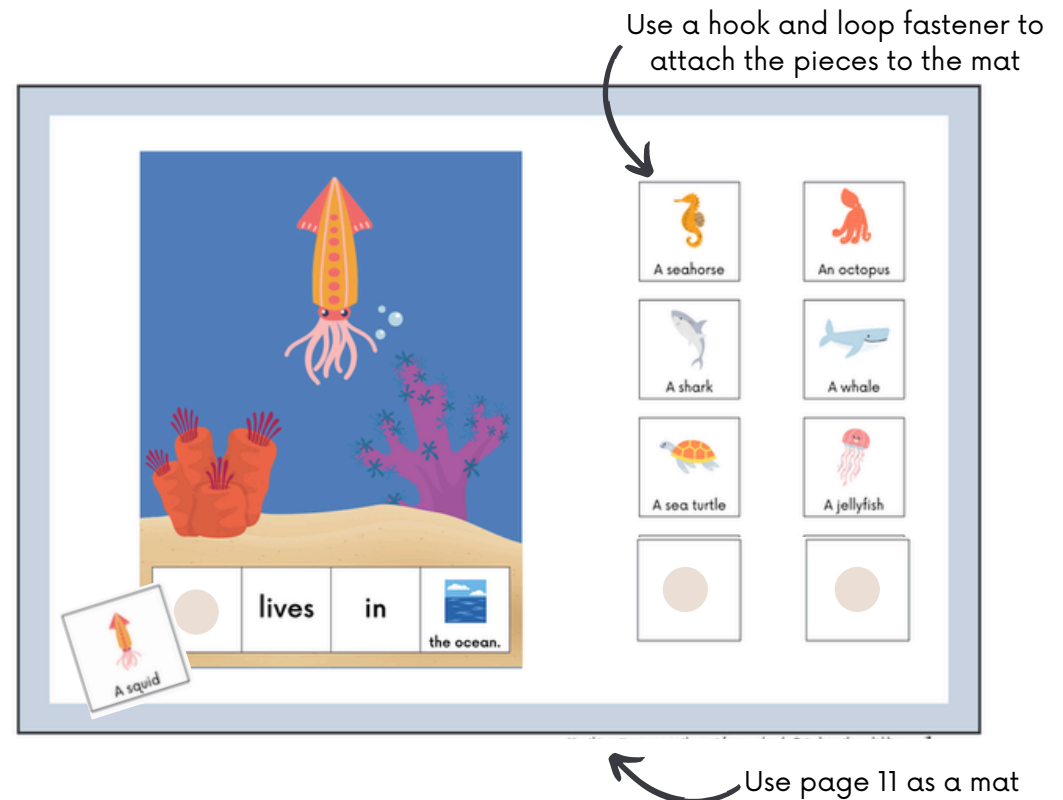 Use a hook and loop fastener to
attach the pieces to the mat
A seahorse
An octopus
A shark
A whale
A sea turtle
A jellyfish
lives
in
the ocean.
A squid
Use page 11 as a mat